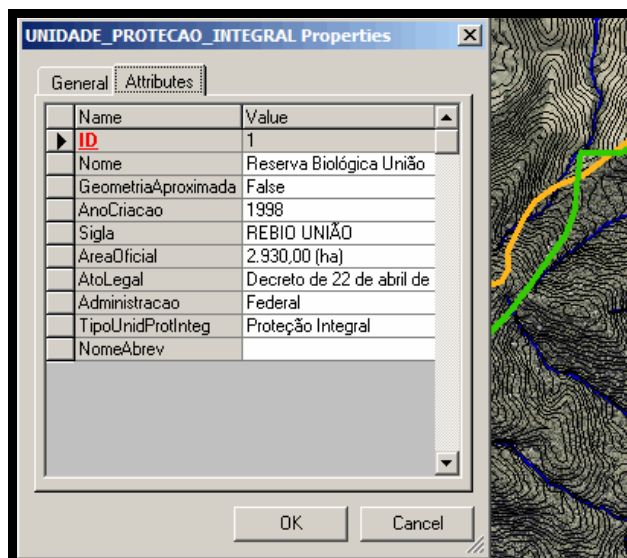 UNIDADE_PROTECAO_INTEGRAL Properties
General Attributes
Name Value
ID 1
Nome Reserva Biológica União
GeometriaAproximada False
AnoCriacao 1998
Sigla REBIO UNIÃO
AreaOficial 2.930,00 (ha)
AtoLegal Decreto de 22 de abril de
Administracao Federal
TipoUnidProtInteg Proteção Integral
NomeAbrev
OK Cancel